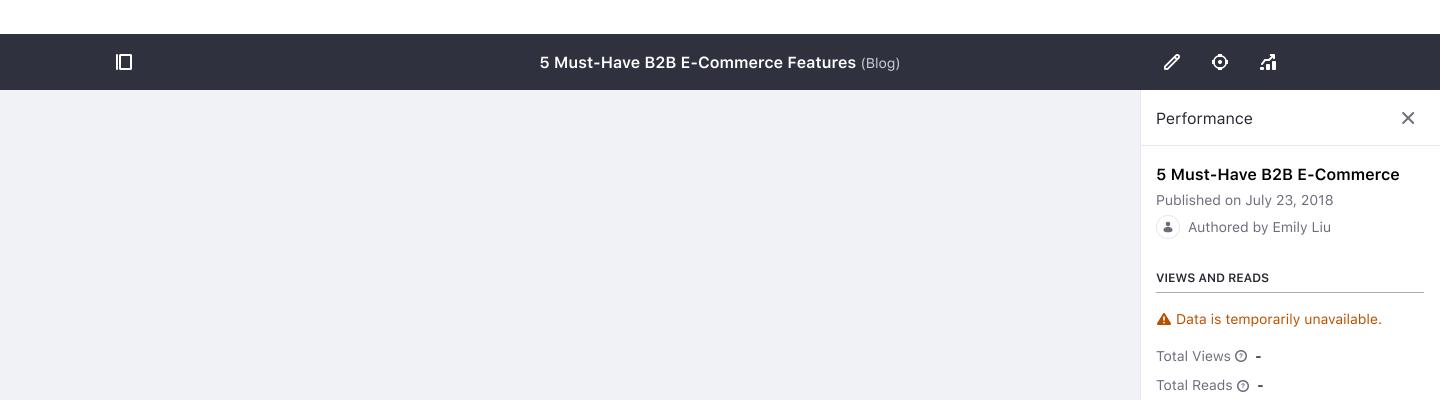 5 Must-Have B2B E-Commerce Features (Blog)
Performance
5 Must-Have B2B E-Commerce
Published on July 23, 2018
Authored by Emily Liu
VIEWS AND READS
Data is temporarily unavailable.
Total Views ? -
Total Reads ? -